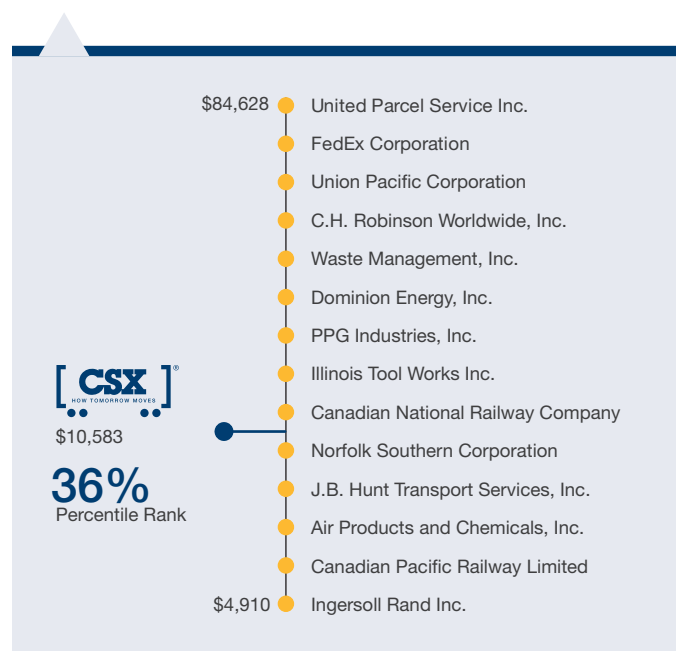 $84,628 United Parcel Service Inc.
FedEx Corporation
Union Pacific Corporation
C.H. Robinson Worldwide, Inc.
Waste Management, Inc.
Dominion Energy, Inc.
PPG Industries, Inc.
Illinois Tool Works Inc.
Canadian National Railway Company
[CSX]®
HOW TOMORROW MOVES
$10,583
36%
Percentile Rank
Norfolk Southern Corporation
J.B. Hunt Transport Services, Inc.
Air Products and Chemicals, Inc.
Canadian Pacific Railway Limited
$4,910 Ingersoll Rand Inc.